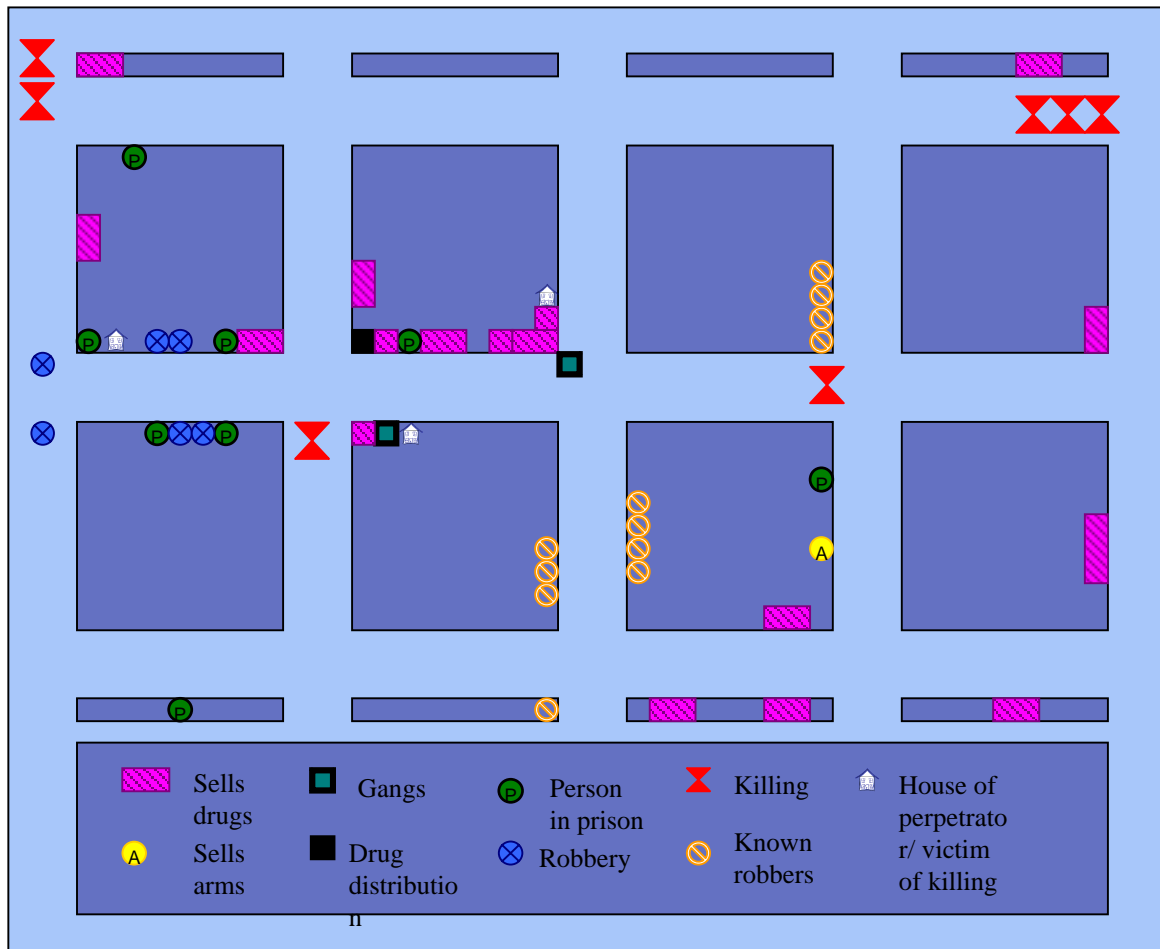 P
P P P
P P
P
A
P
Sells
drugs
Gangs
P
Person
in prison
Killing
House of
perpetrato
r/ victim
of killing
A
Sells
arms
Drug
distributio
n
Robbery
Known
robbers